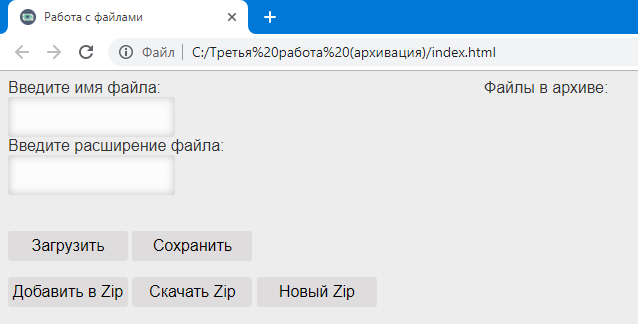 Работа с файлами
Файл C:/Третья%20работа%20(архивация)/index.html
Введите имя файла: Файлы в архиве:
Введите расширение файла:
Загрузить Сохранить
Добавить в Zip Скачать Zip Новый Zip